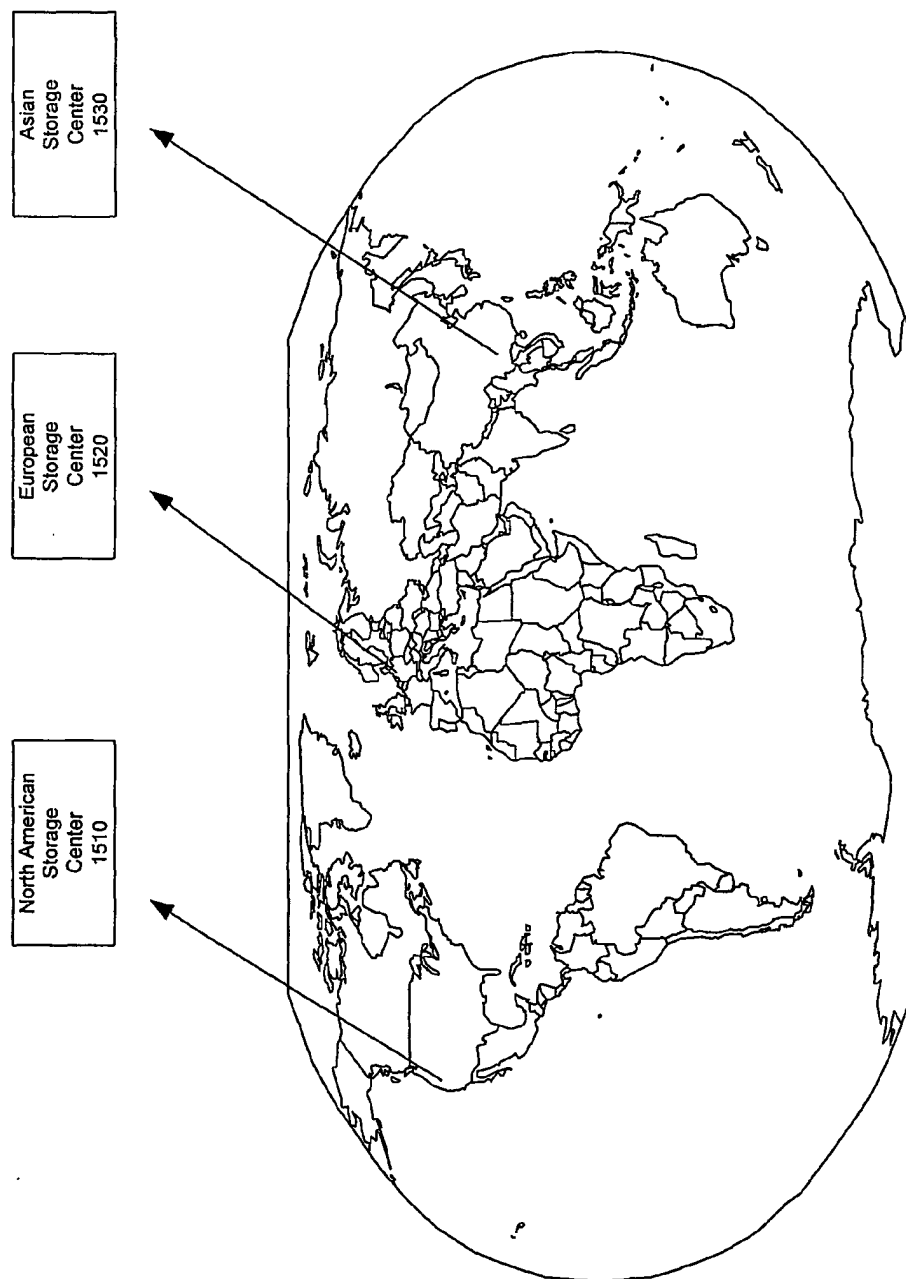 Asian
Storage
Center
1530
European
Storage
Center
1520
North American
Storage
Center
1510